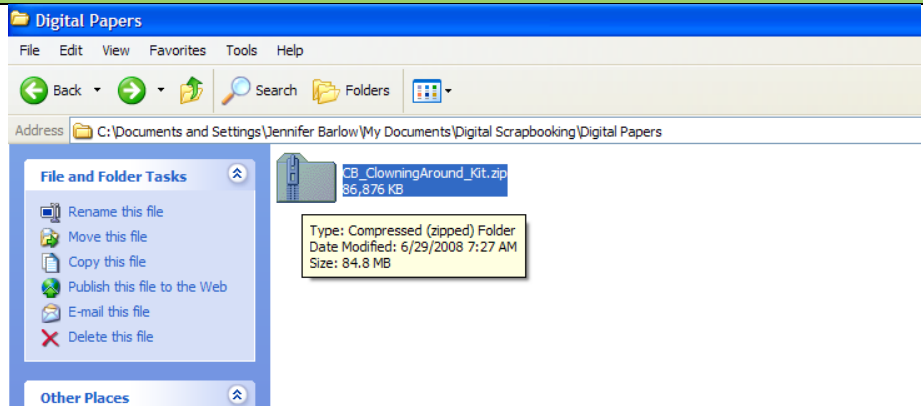 Digital Papers
File Edit View Favorites Tools Help
Back Search Folders
Address C:\Documents and Settings\Jennifer Barlow\My Documents\Digital Scrapbooking\Digital Papers
File and Folder Tasks
Rename this file
Move this file
Copy this file
Publish this file to the Web
E-mail this file
Delete this file
Other Places
CB_ClowningAround_Kit.zip
86,876 KB
Type: Compressed (zipped) Folder
Date Modified: 6/29/2008 7:27 AM
Size: 84.8 MB